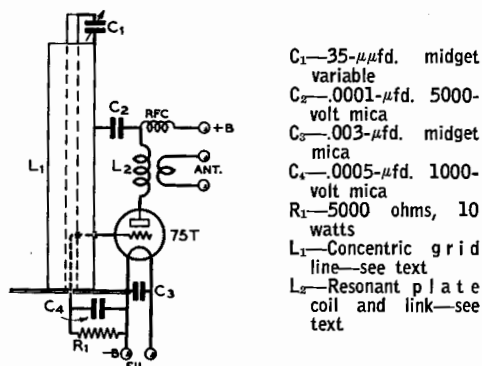 C₁
C₂
RFC
+B
L₁
L₂
ANT.
75T
C₃
C₄
R₁
-B
FIL
C₁—35-μμfd. midget
variable
C₂—.0001-μfd. 5000-
volt mica
C₃—.003-μfd. midget
mica
C₄—.0005-μfd. 1000-
volt mica
R₁—5000 ohms, 10
watts
L₁—Concentric grid
line—see text
L₂—Resonant plate
coil and link—see
text